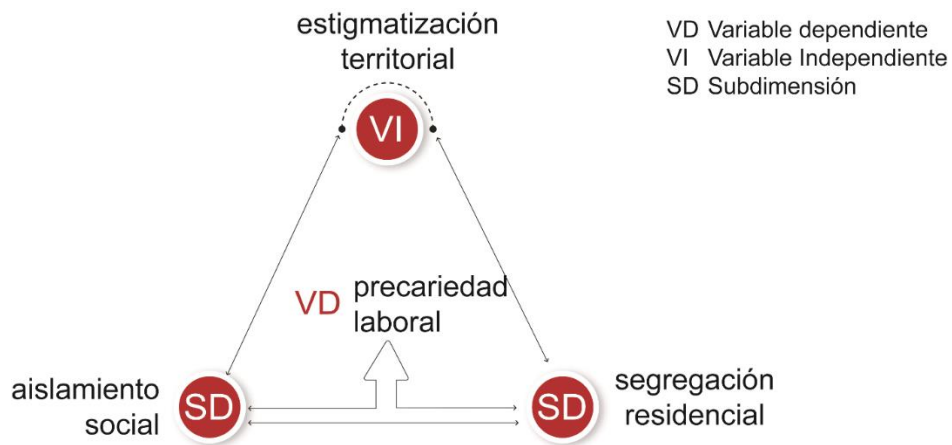 estigmatización
territorial
VD Variable dependiente
VI Variable Independiente
SD Subdimensión
VI
VD precariedad
laboral
aislamiento
social
SD
SD
segregación
residencial